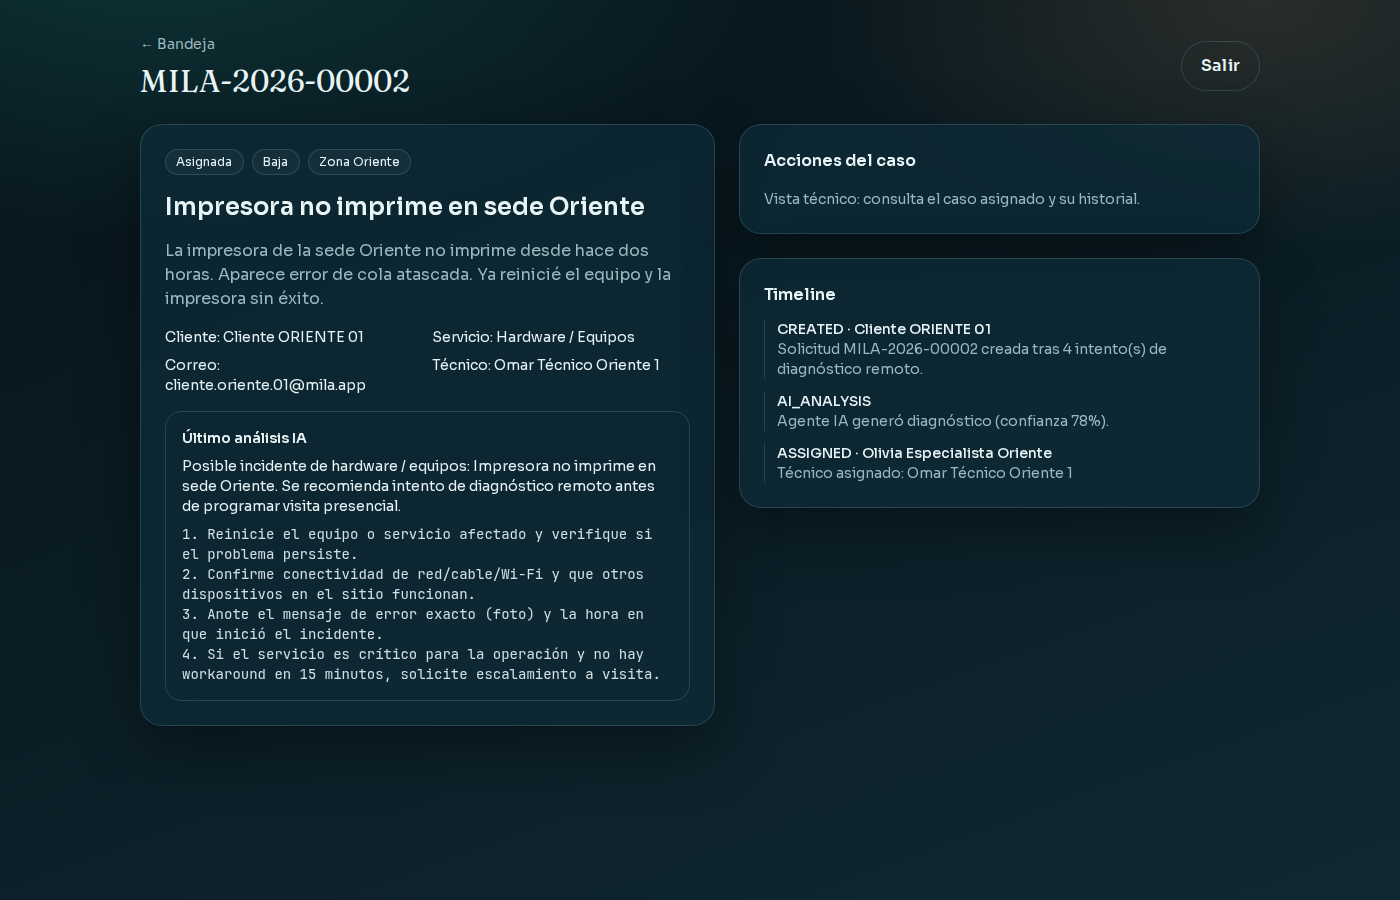 ← Bandeja
MILA-2026-00002
Salir
Asignada
Baja
Zona Oriente
Impresora no imprime en sede Oriente
La impresora de la sede Oriente no imprime desde hace dos
horas. Aparece error de cola atascada. Ya reinicié el equipo y la
impresora sin éxito.
Cliente: Cliente ORIENTE 01
Servicio: Hardware / Equipos
Correo:
cliente.oriente.01@mila.app
Técnico: Omar Técnico Oriente 1
Último análisis IA
Posible incidente de hardware / equipos: Impresora no imprime en
sede Oriente. Se recomienda intento de diagnóstico remoto antes
de programar visita presencial.
1. Reinicie el equipo o servicio afectado y verifique si
el problema persiste.
2. Confirme conectividad de red/cable/Wi-Fi y que otros
dispositivos en el sitio funcionan.
3. Anote el mensaje de error exacto (foto) y la hora en
que inició el incidente.
4. Si el servicio es crítico para la operación y no hay
workaround en 15 minutos, solicite escalamiento a visita.
Acciones del caso
Vista técnico: consulta el caso asignado y su historial.
Timeline
CREATED · Cliente ORIENTE 01
Solicitud MILA-2026-00002 creada tras 4 intento(s) de
diagnóstico remoto.
AI_ANALYSIS
Agente IA generó diagnóstico (confianza 78%).
ASSIGNED · Olivia Especialista Oriente
Técnico asignado: Omar Técnico Oriente 1